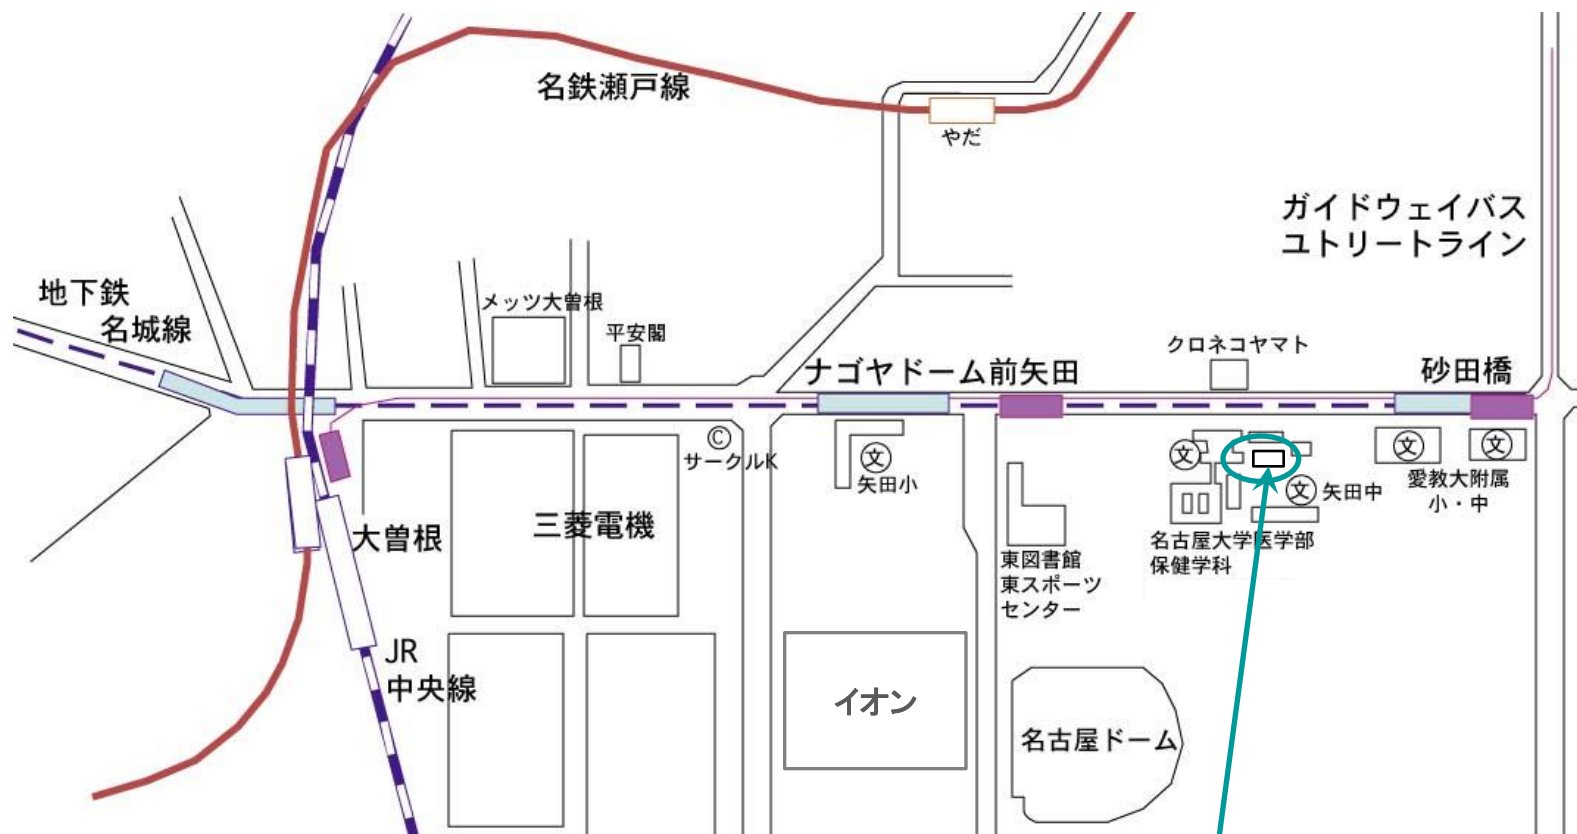 名鉄瀬戸線
やだ
ガイドウェイバス
ユトリートライン
地下鉄
名城線
メッツ大曽根
平安閣
ナゴヤドーム前矢田
クロネコヤマト
砂田橋
C
サークルK
文
矢田小
文
文
矢田中
文
文
愛教大附属
小・中
大曽根
三菱電機
東図書館
東スポーツ
センター
名古屋大学医学部
保健学科
JR
中央線
イオン
名古屋ドーム